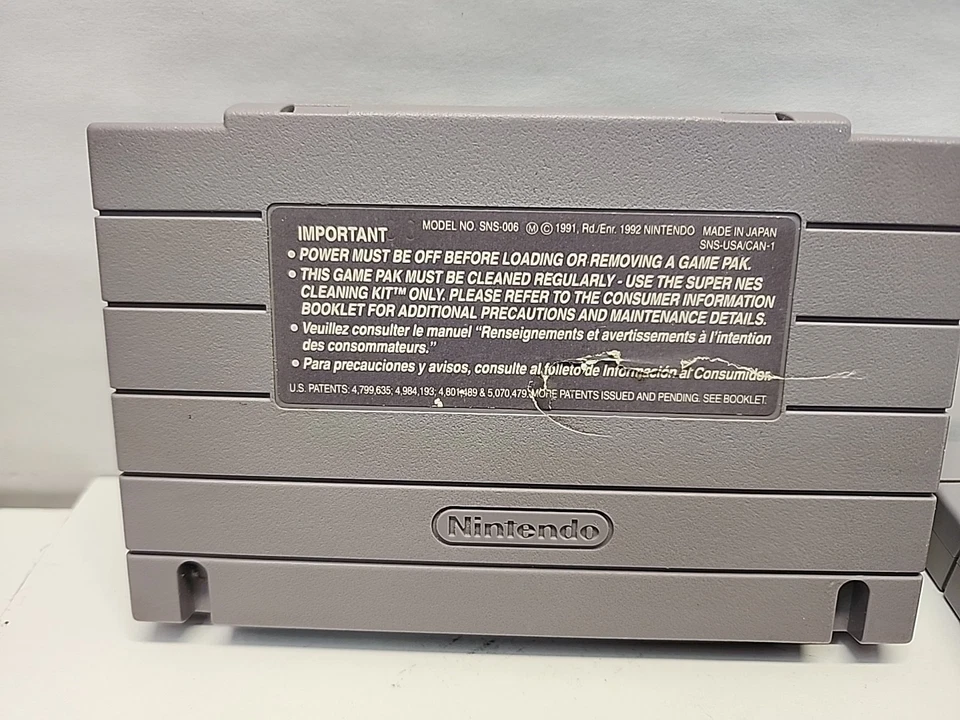 IMPORTANT MODEL NO. SNS-006 Ⓜ © 1991, Rd./Enr. 1992 NINTENDO MADE IN JAPAN
SNS-USA/CAN-1
• POWER MUST BE OFF BEFORE LOADING OR REMOVING A GAME PAK.
• THIS GAME PAK MUST BE CLEANED REGULARLY - USE THE SUPER NES
CLEANING KIT™ ONLY. PLEASE REFER TO THE CONSUMER INFORMATION
BOOKLET FOR ADDITIONAL PRECAUTIONS AND MAINTENANCE DETAILS.
• Veuillez consulter le manuel "Renseignements et avertissements à l'intention
des consommateurs."
• Para precauciones y avisos, consulte al folleto de Información al Consumidor.
U.S. PATENTS: 4,799,635; 4,984,193; 4,801,489 & 5,070,479. MORE PATENTS ISSUED AND PENDING. SEE BOOKLET.
Nintendo